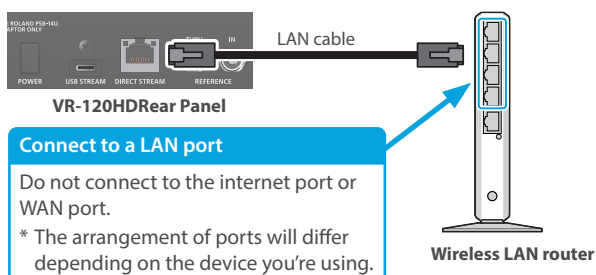 E ROLAND PSB-14U
APTOR ONLY
IN
POWER
USB STREAM
DIRECT STREAM
REFERENCE
LAN cable
VR-120HDRear Panel
Connect to a LAN port
Do not connect to the internet port or
WAN port.
* The arrangement of ports will differ
depending on the device you're using.
Wireless LAN router